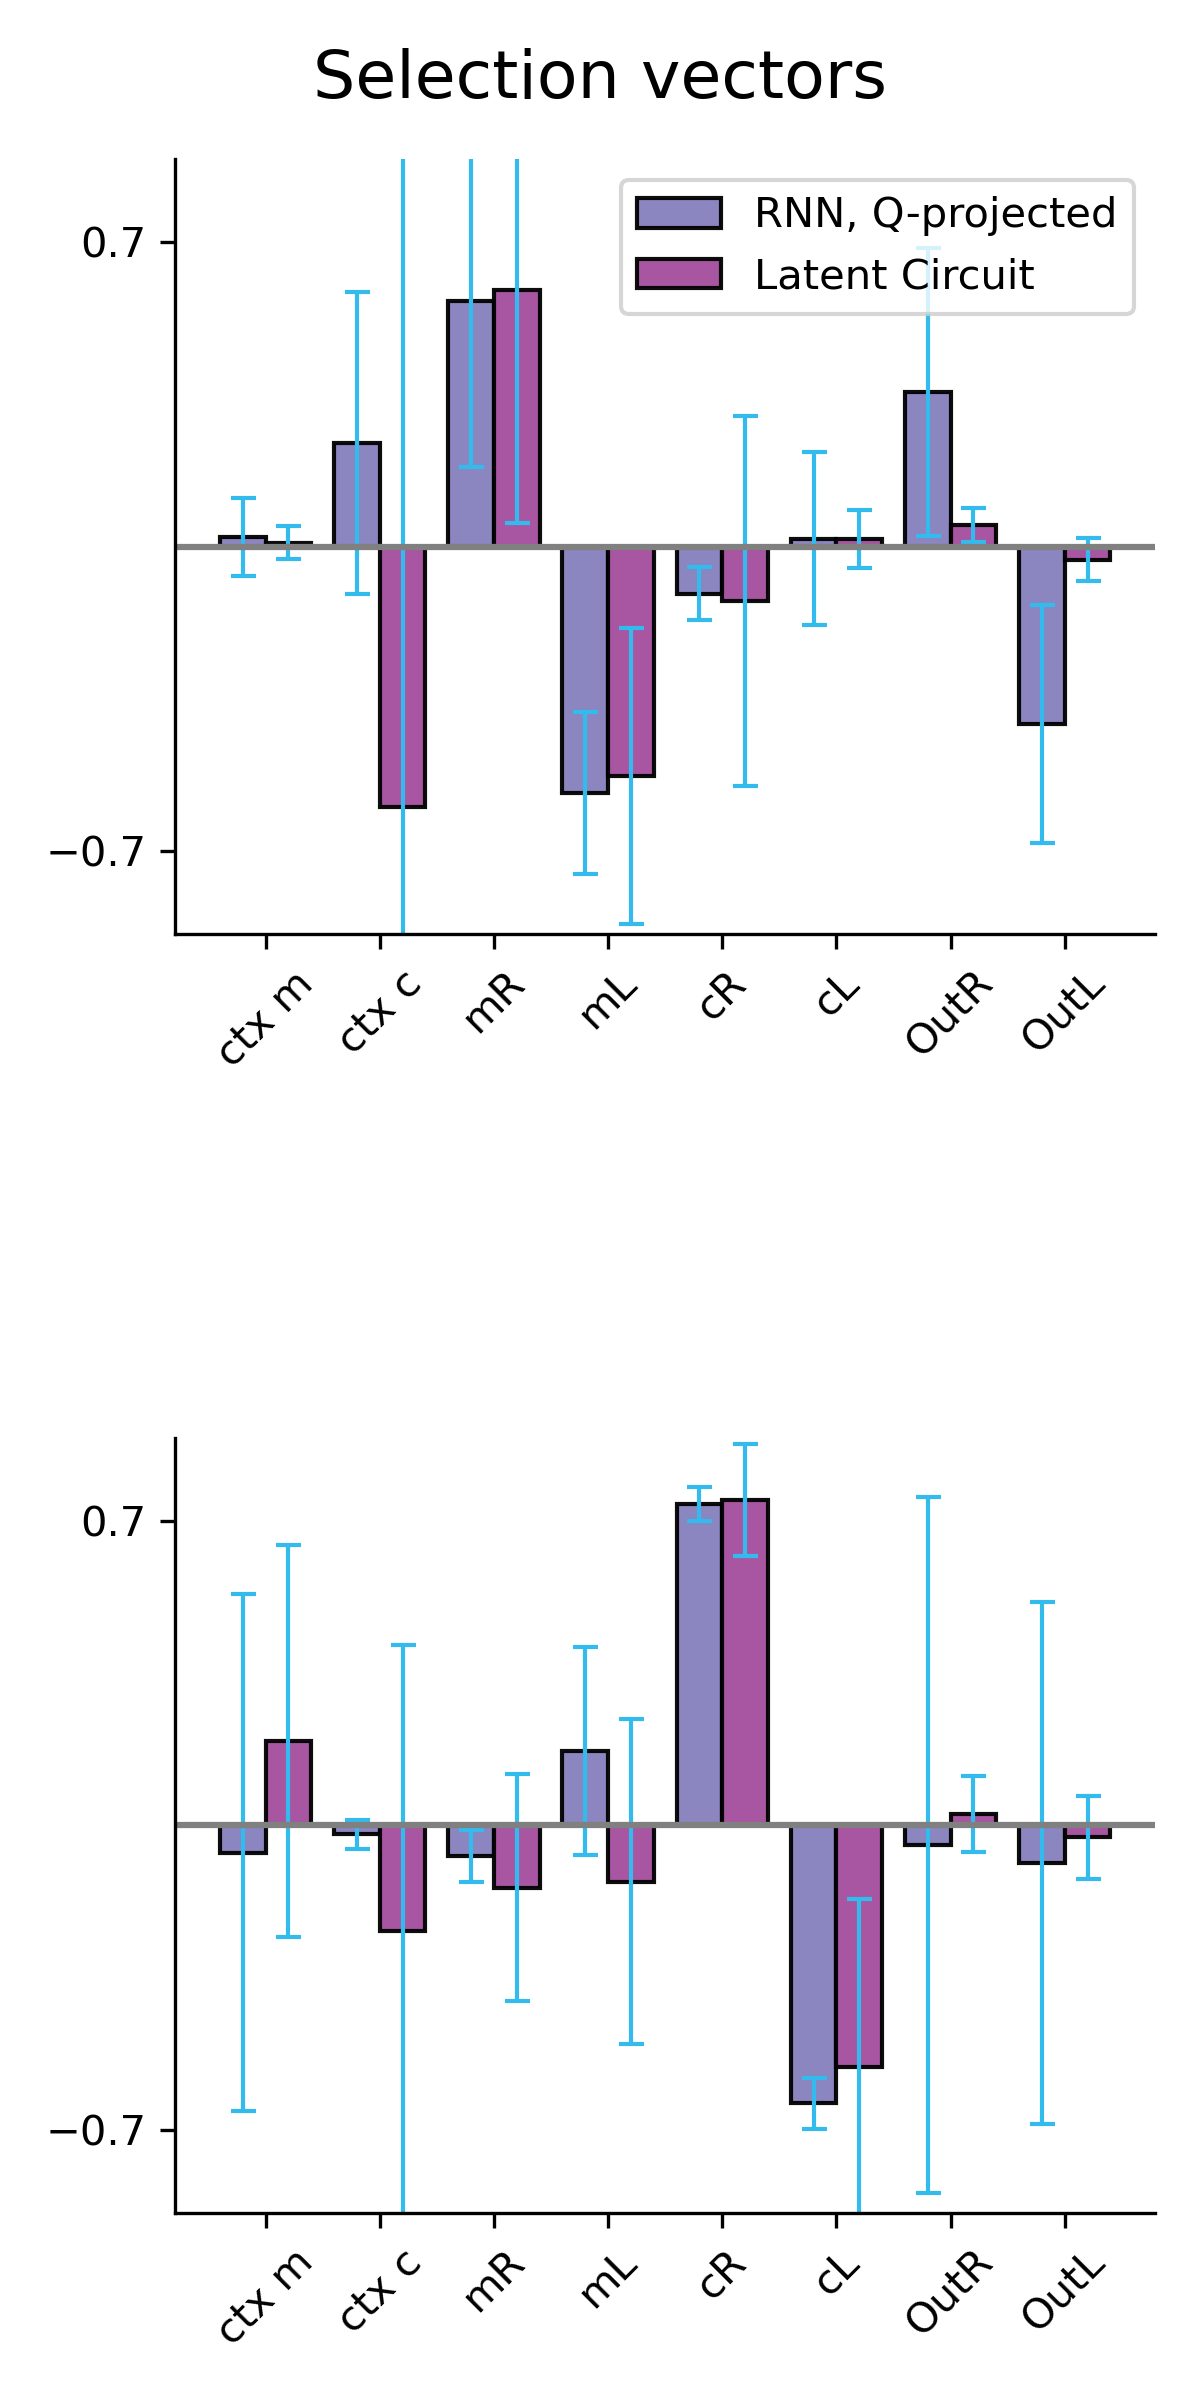 Selection vectors
RNN, Q-projected
Latent Circuit
0.7
−0.7
ctx m
ctx c
mR
mL
cR
cL
OutR
OutL
0.7
−0.7
ctx m
ctx c
mR
mL
cR
cL
OutR
OutL